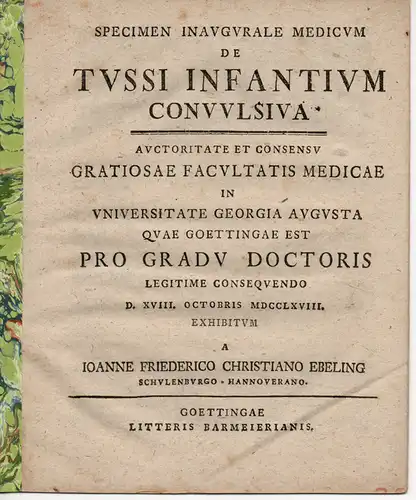 SPECIMEN INAVGVRALE MEDICVM
DE
TVSSI INFANTIVM
CONVVLSIVA
AVCTORITATE ET CONSENSV
GRATIOSAE FACVLTATIS MEDICAE
IN
VNIVERSITATE GEORGIA AVGVSTA
QVAE GOETTINGAE EST
PRO GRADV DOCTORIS
LEGITIME CONSEQVENDO
D. XVIII. OCTOBRIS MDCCLXVIII.
EXHIBITVM
A
IOANNE FRIEDERICO CHRISTIANO EBELING
SCHVLENBVRGO - HANNOVERANO.
GOETTINGAE
LITTERIS BARMEIERIANIS.